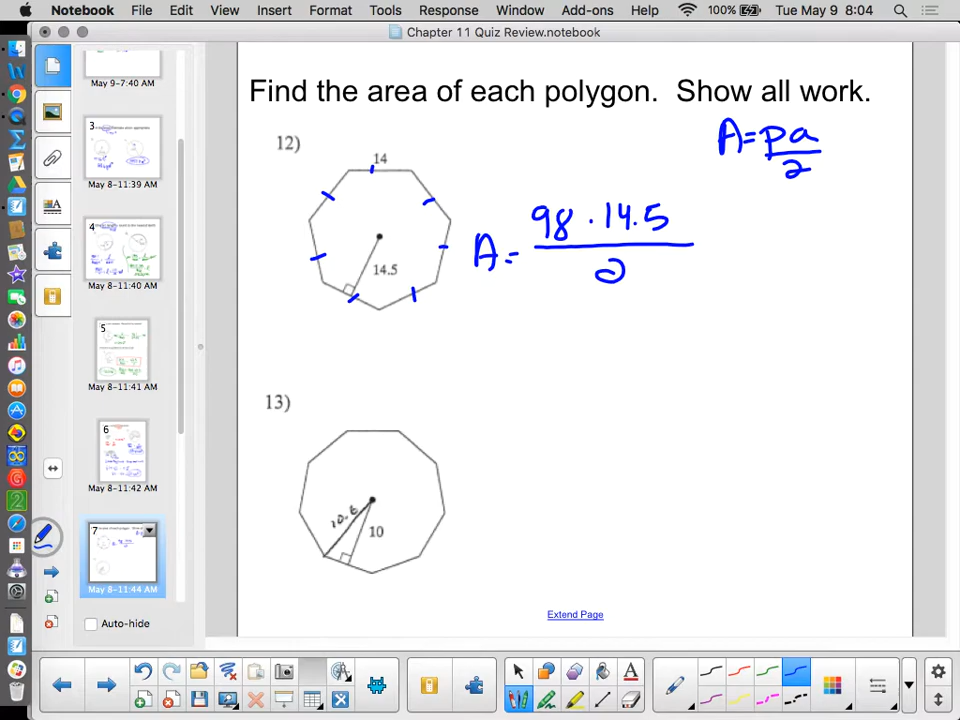 Notebook File Edit View Insert Format Tools Response Window Add-ons Help 100% Tue May 9 8:04
Chapter 11 Quiz Review.notebook
May 9-7:40 AM
3
May 8-11:39 AM
4
May 8-11:40 AM
5
May 8-11:41 AM
6
May 8-11:42 AM
7
May 8-11:44 AM
Auto-hide
Find the area of each polygon. Show all work.
A=pa/2
12)
14
14.5
A= 98 · 14.5 / 2
13)
10.6
10
Extend Page